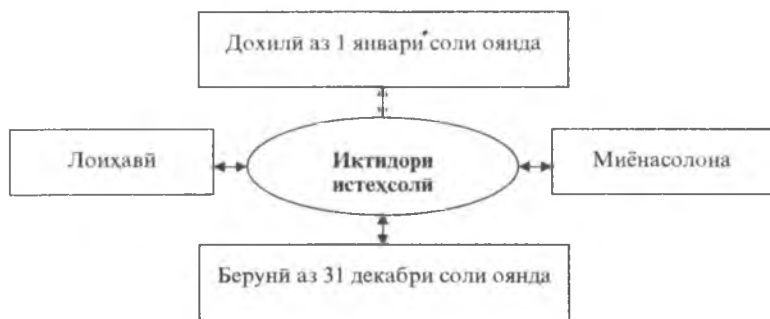 Дохилӣ аз 1 январи соли оянда
Лоиҳавӣ
Иқтидори
истеҳсолӣ
Миёнасолона
Берунӣ аз 31 декабри соли оянда